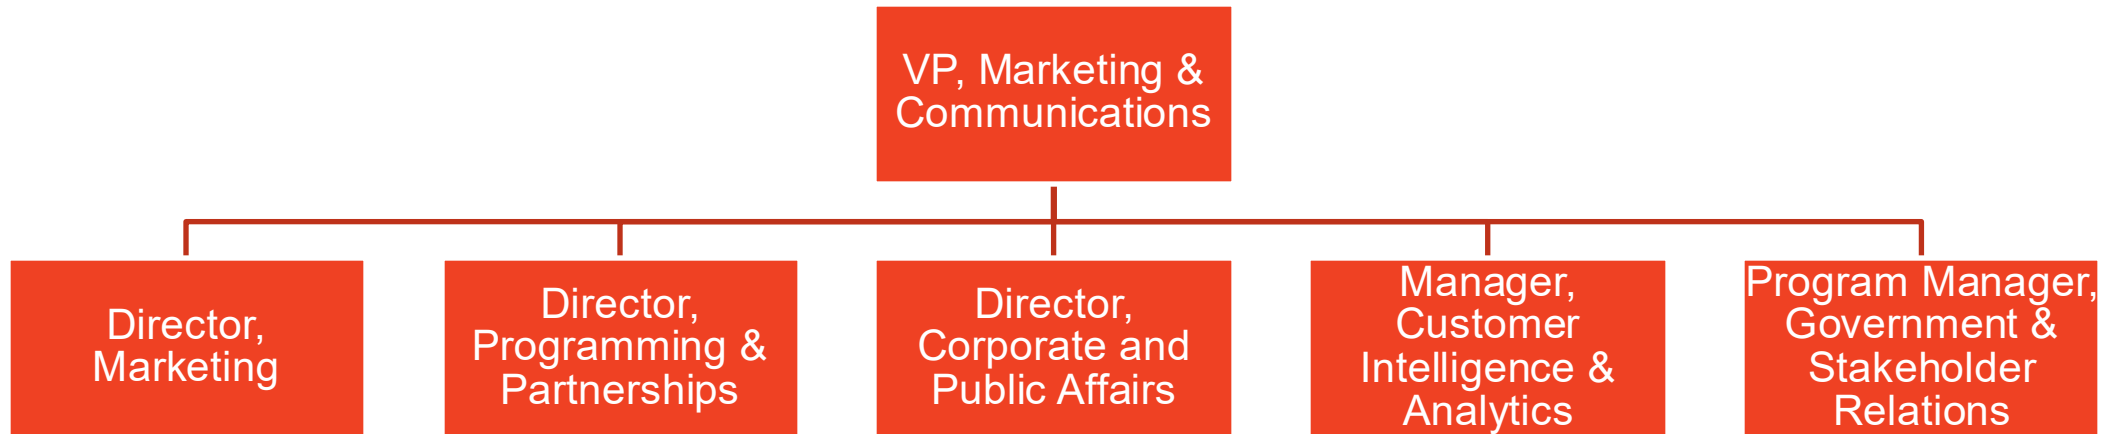 VP, Marketing &
Communications
Director,
Marketing
Director,
Programming &
Partnerships
Director,
Corporate and
Public Affairs
Manager,
Customer
Intelligence &
Analytics
Program Manager,
Government &
Stakeholder
Relations